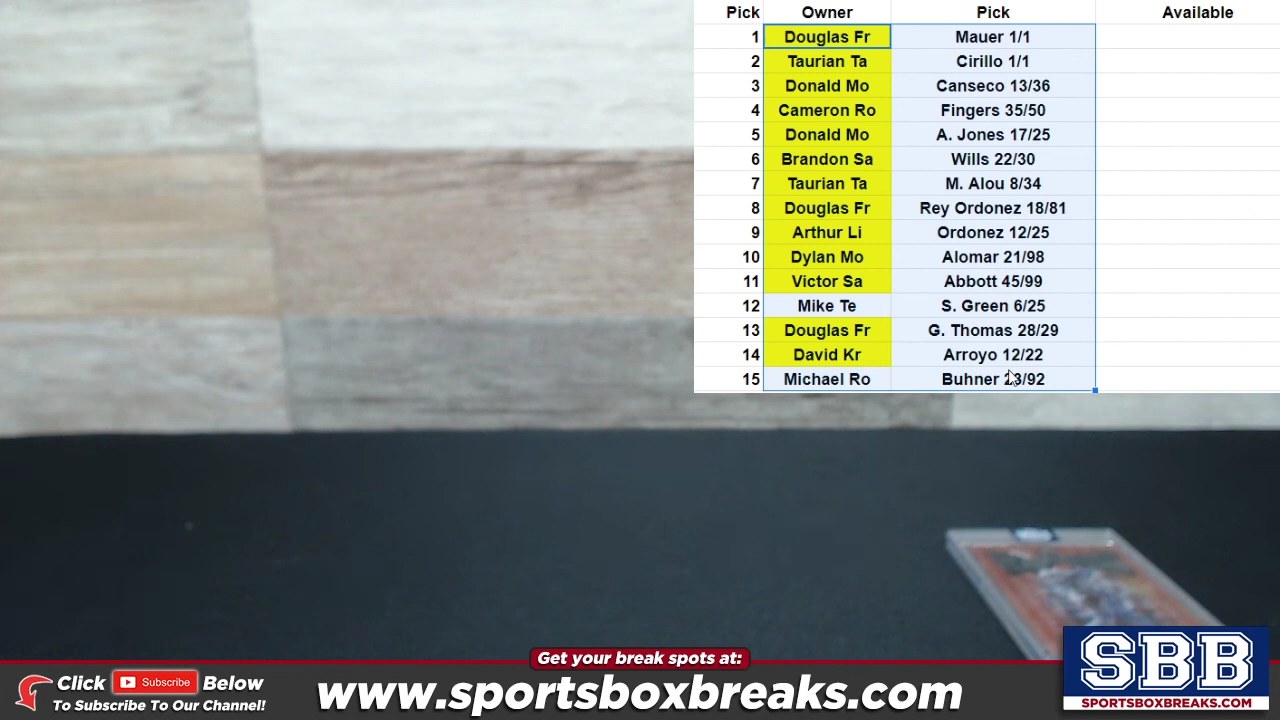 Pick Owner Pick Available
1 Douglas Fr Mauer 1/1
2 Taurian Ta Cirillo 1/1
3 Donald Mo Canseco 13/36
4 Cameron Ro Fingers 35/50
5 Donald Mo A. Jones 17/25
6 Brandon Sa Wills 22/30
7 Taurian Ta M. Alou 8/34
8 Douglas Fr Rey Ordonez 18/81
9 Arthur Li Ordonez 12/25
10 Dylan Mo Alomar 21/98
11 Victor Sa Abbott 45/99
12 Mike Te S. Green 6/25
13 Douglas Fr G. Thomas 28/29
14 David Kr Arroyo 12/22
15 Michael Ro Buhner 23/92
Get your break spots at:
Click Subscribe Below
To Subscribe To Our Channel!
www.sportsboxbreaks.com
SBB
SPORTSBOXBREAKS.COM